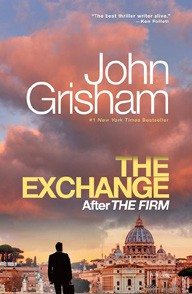 "The best thriller writer alive."
—Ken Follett
John
Grisham
#1 New York Times Bestseller
THE
EXCHANGE
After THE FIRM